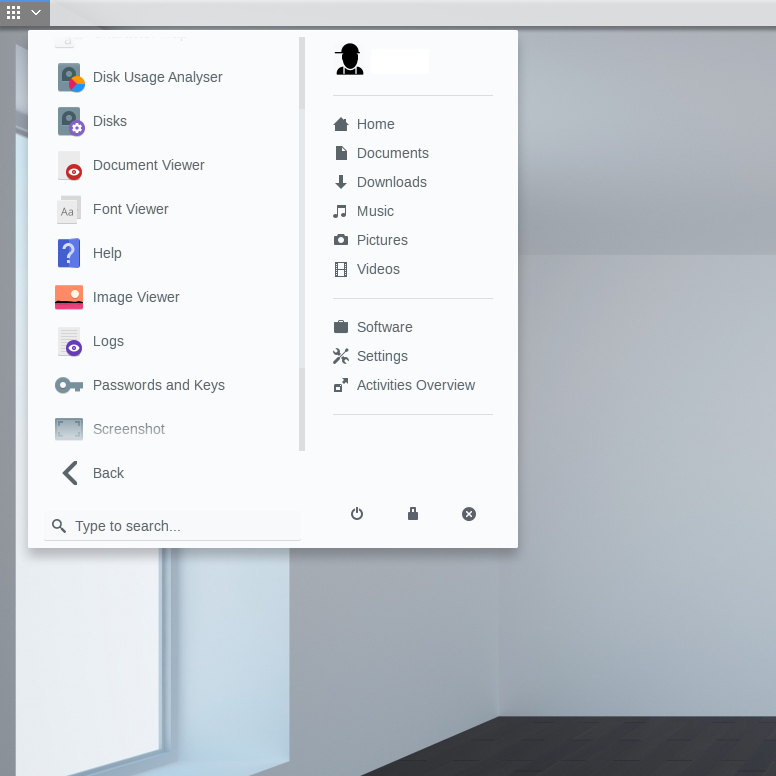 Disk Usage Analyser
Disks
Document Viewer
Aa
Font Viewer
?
Help
Image Viewer
Logs
Passwords and Keys
Screenshot
Back
Type to search...
Home
Documents
Downloads
Music
Pictures
Videos
Software
Settings
Activities Overview